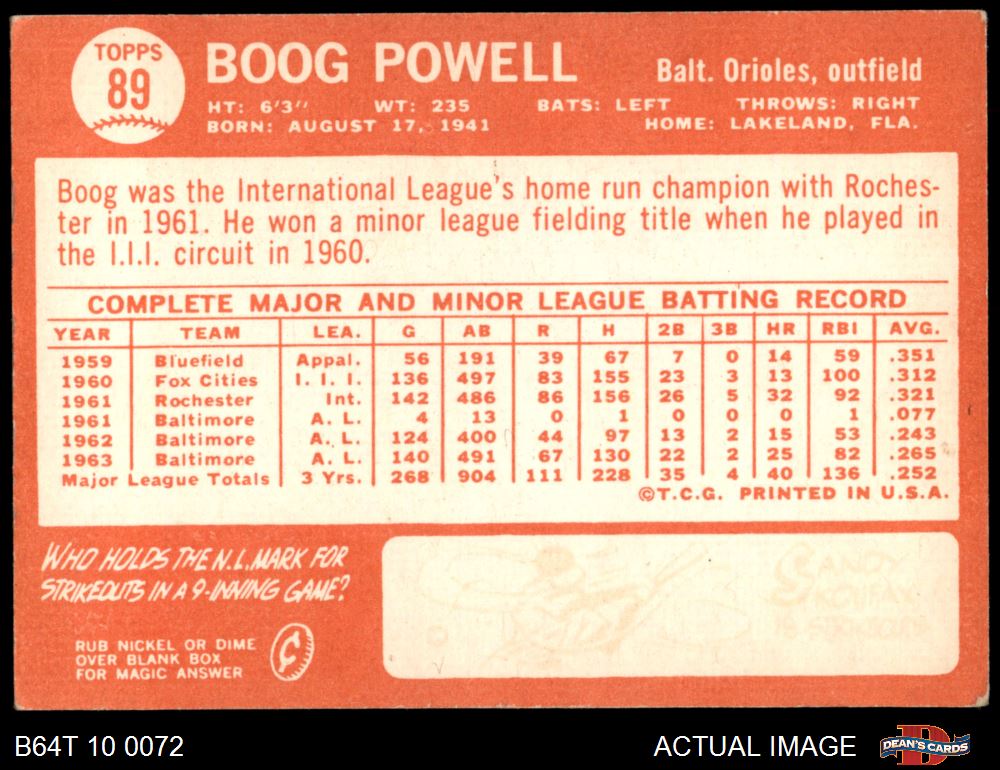 TOPPS
89
BOOG POWELL
Balt. Orioles, outfield
HT: 6'3" WT: 235 BATS: LEFT THROWS: RIGHT
BORN: AUGUST 17, 1941 HOME: LAKELAND, FLA.
Boog was the International League's home run champion with Roches-
ter in 1961. He won a minor league fielding title when he played in
the I.I.I. circuit in 1960.
COMPLETE MAJOR AND MINOR LEAGUE BATTING RECORD
YEAR TEAM LEA. G AB R H 2B 3B HR RBI AVG.
1959 Bluefield Appal. 56 191 39 67 7 0 14 59 .351
1960 Fox Cities I. I. I. 136 497 83 155 23 3 13 100 .312
1961 Rochester Int. 142 486 86 156 26 5 32 92 .321
1961 Baltimore A. L. 4 13 0 1 0 0 0 1 .077
1962 Baltimore A. L. 124 400 44 97 13 2 15 53 .243
1963 Baltimore A. L. 140 491 67 130 22 2 25 82 .265
Major League Totals 3 Yrs. 268 904 111 228 35 4 40 136 .252
©T.C.G. PRINTED IN U.S.A.
WHO HOLDS THE N.L. MARK FOR
STRIKEOUTS IN A 9-INNING GAME?
RUB NICKEL OR DIME
OVER BLANK BOX
FOR MAGIC ANSWER
SANDY
KOUFAX
B64T 10 0072
ACTUAL IMAGE
DEAN'S CARDS